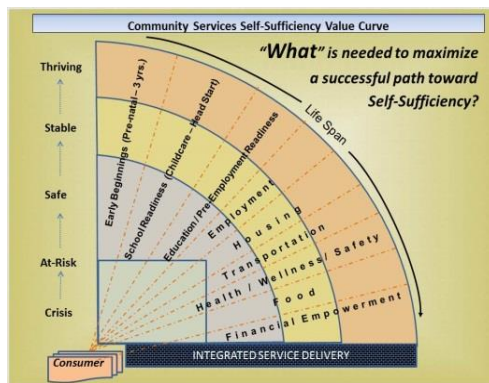 Community Services Self-Sufficiency Value Curve
"What" is needed to maximize
a successful path toward
Self-Sufficiency?
Thriving
Stable
Safe
At-Risk
Crisis
Life Span
Early Beginnings (Pre-natal – 3 yrs.)
School Readiness (Childcare – Head Start)
Education / Pre Employment Readiness
Employment
Housing
Transportation
Health / Wellness / Safety
Food
Financial Empowerment
Consumer
INTEGRATED SERVICE DELIVERY